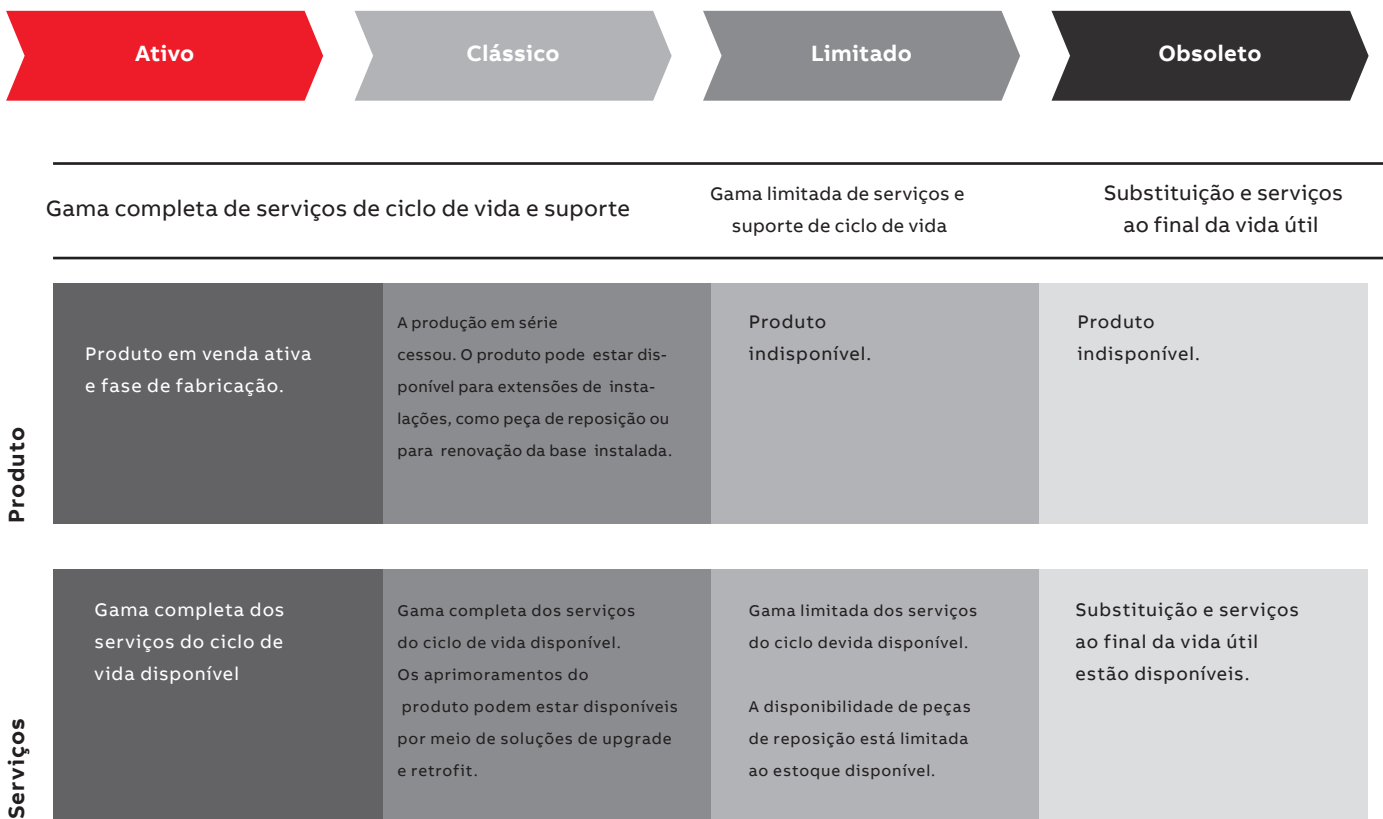 Ativo
Clássico
Limitado
Obsoleto
Gama completa de serviços de ciclo de vida e suporte
Gama limitada de serviços e
suporte de ciclo de vida
Substituição e serviços
ao final da vida útil
Produto
Produto em venda ativa
e fase de fabricação.
A produção em série
cessou. O produto pode estar dis-
ponível para extensões de insta-
lações, como peça de reposição ou
para renovação da base instalada.
Produto
indisponível.
Produto
indisponível.
Serviços
Gama completa dos
serviços do ciclo de
vida disponível
Gama completa dos serviços
do ciclo de vida disponível.
Os aprimoramentos do
produto podem estar disponíveis
por meio de soluções de upgrade
e retrofit.
Gama limitada dos serviços
do ciclo devida disponível.
A disponibilidade de peças
de reposição está limitada
ao estoque disponível.
Substituição e serviços
ao final da vida útil
estão disponíveis.